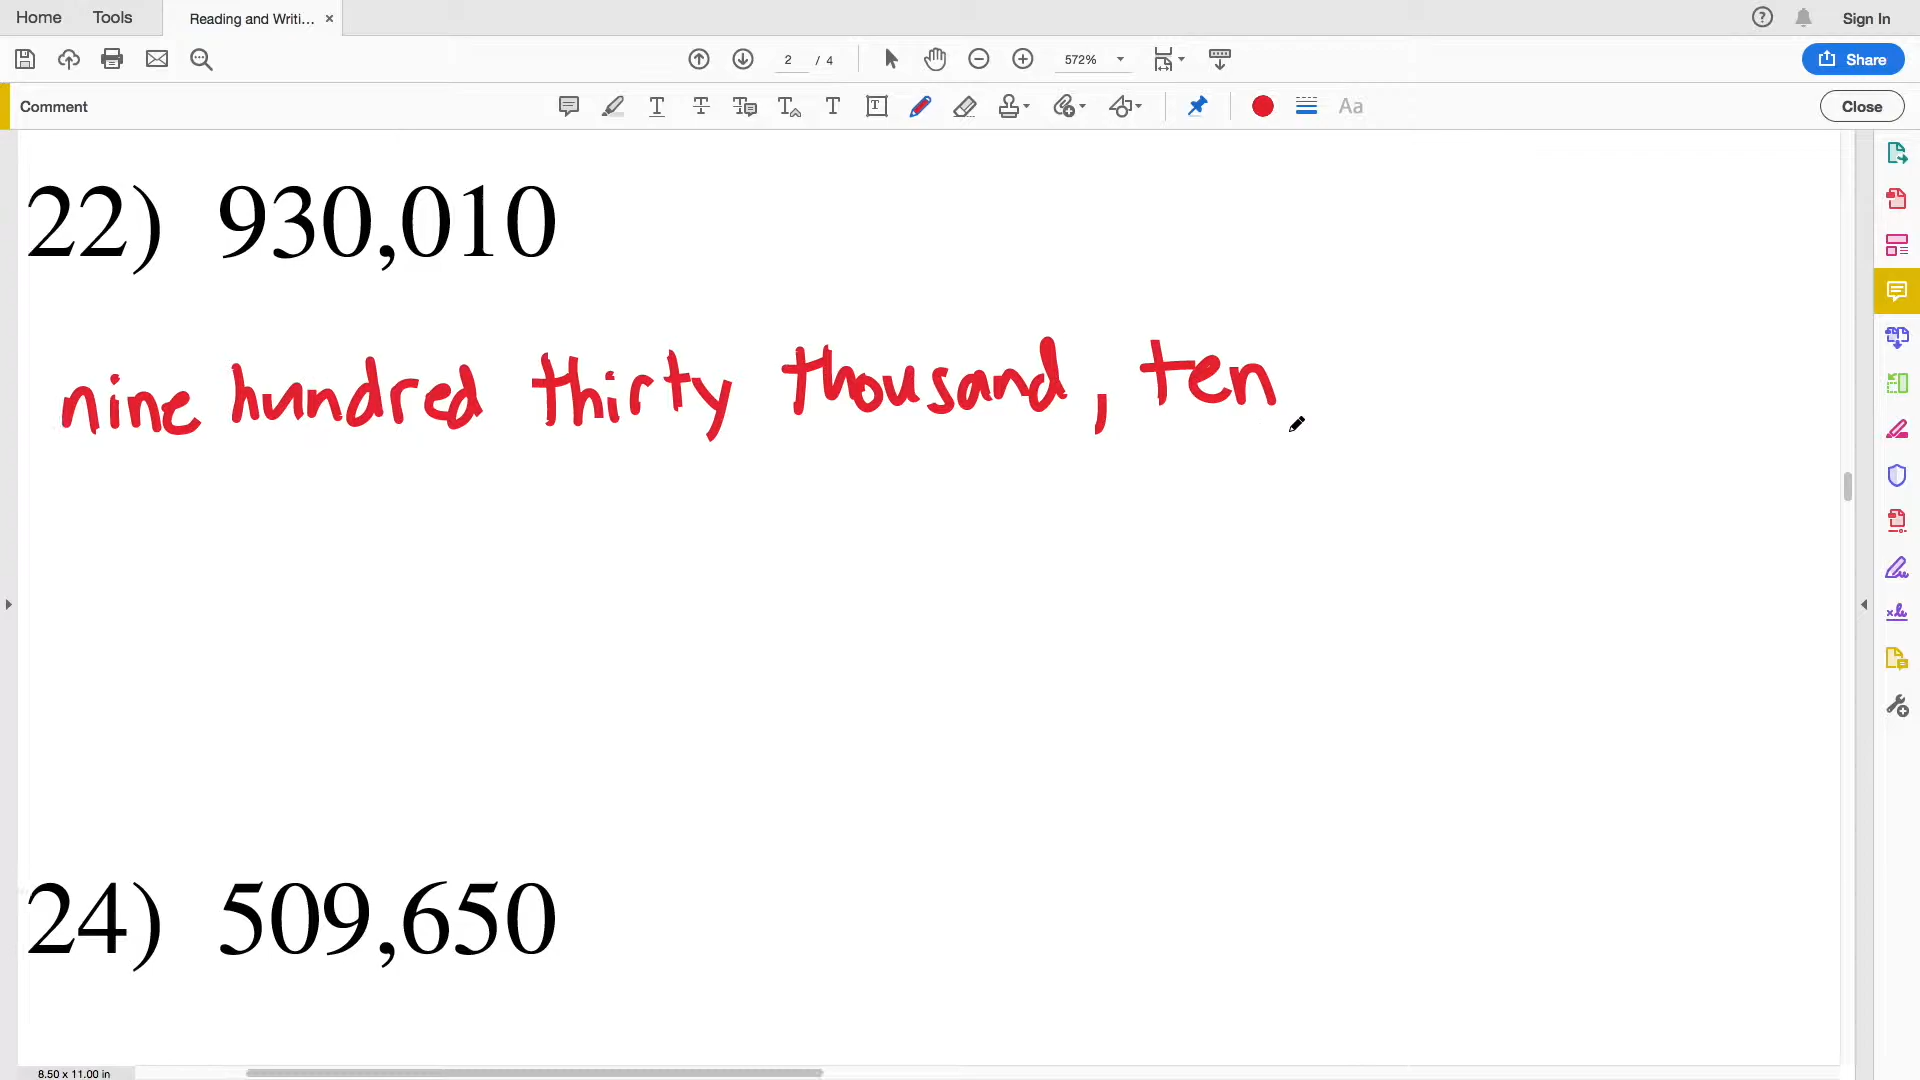 Home Tools Reading and Writi... × Sign In
2 / 4 572% Share
Comment Aa Close
22) 930,010
nine hundred thirty thousand, ten
24) 509,650
8.50 x 11.00 in